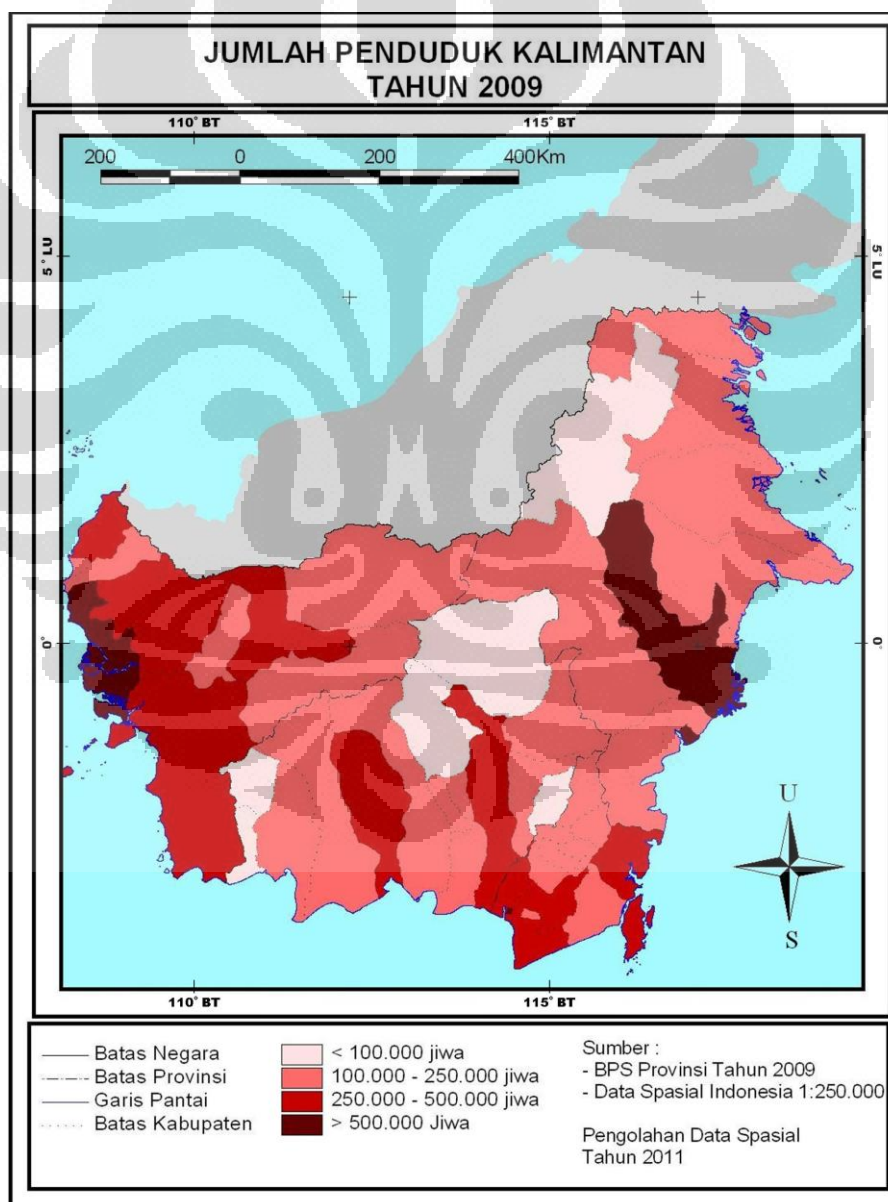 JUMLAH PENDUDUK KALIMANTAN
TAHUN 2009
110° BT
115° BT
200
0
200
400Km
5° LU
5° LU
0°
0°
U
S
110° BT
115° BT
Batas Negara
Batas Provinsi
Garis Pantai
Batas Kabupaten
< 100.000 jiwa
100.000 - 250.000 jiwa
250.000 - 500.000 jiwa
> 500.000 Jiwa
Sumber :
- BPS Provinsi Tahun 2009
- Data Spasial Indonesia 1:250.000
Pengolahan Data Spasial
Tahun 2011